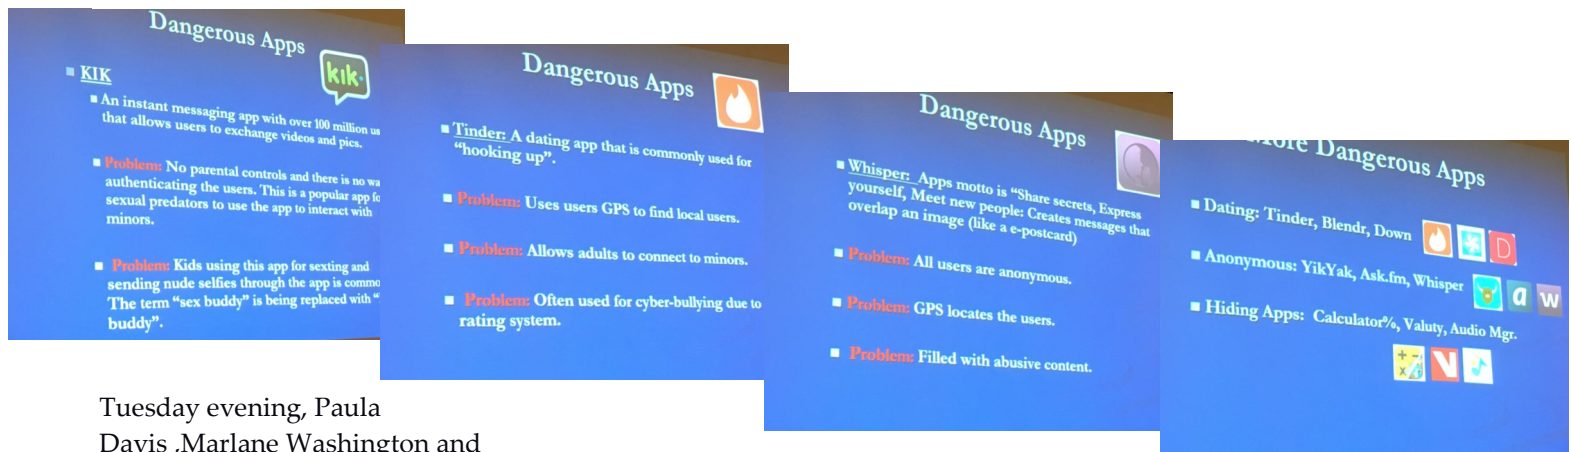 Dangerous Apps
kik
KIK
An instant messaging app with over 100 million us
that allows users to exchange videos and pics.
Problem: No parental controls and there is no wa
authenticating the users. This is a popular app fo
sexual predators to use the app to interact with
minors.
Problem: Kids using this app for sexting and
sending nude selfies through the app is commo
The term “sex buddy” is being replaced with “
buddy”.
Dangerous Apps
Tinder: A dating app that is commonly used for
“hooking up”.
Problem: Uses users GPS to find local users.
Problem: Allows adults to connect to minors.
Problem: Often used for cyber-bullying due to
rating system.
Dangerous Apps
Whisper: Apps motto is “Share secrets, Express
yourself, Meet new people: Creates messages that
overlap an image (like a e-postcard)
Problem: All users are anonymous.
Problem: GPS locates the users.
Problem: Filled with abusive content.
More Dangerous Apps
Dating: Tinder, Blendr, Down
D
Anonymous: YikYak, Ask.fm, Whisper
a w
Hiding Apps: Calculator%, Valuty, Audio Mgr.
Tuesday evening, Paula
Davis ,Marlane Washington and